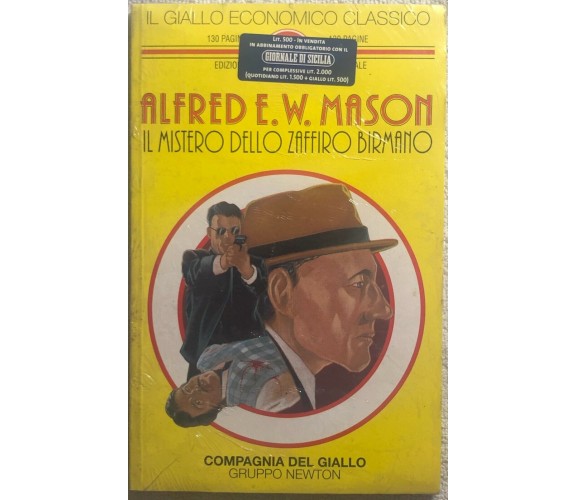 IL GIALLO ECONOMICO CLASSICO
130 PAGIN
PAGINE
LIT. 500 - IN VENDITA
IN ABBINAMENTO OBBLIGATORIO CON IL
GIORNALE DI SICILIA
PER COMPLESSIVE LIT. 2.000
(QUOTIDIANO LIT. 1.500 + GIALLO LIT. 500)
EDIZIO
ALE
ALFRED E. W. MASON
IL MISTERO DELLO ZAFFIRO BIRMANO
COMPAGNIA DEL GIALLO
GRUPPO NEWTON